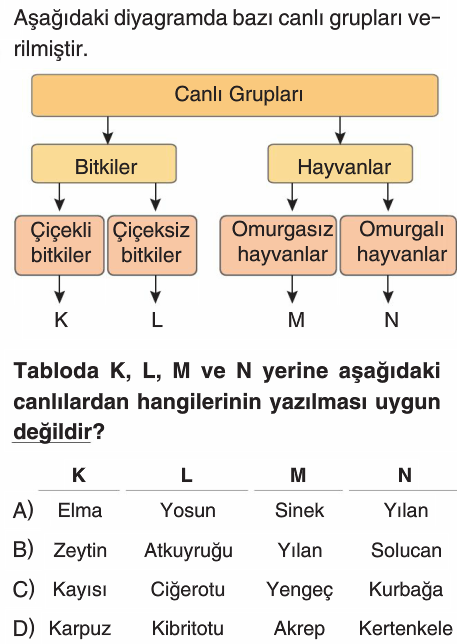 Aşağıdaki diyagramda bazı canlı grupları ve-
rilmiştir.
Canlı Grupları
Bitkiler Hayvanlar
Çiçekli Çiçeksiz Omurgasız Omurgalı
bitkiler bitkiler hayvanlar hayvanlar
K L M N
Tabloda K, L, M ve N yerine aşağıdaki
canlılardan hangilerinin yazılması uygun
değildir?
K L M N
A) Elma Yosun Sinek Yılan
B) Zeytin Atkuyruğu Yılan Solucan
C) Kayısı Ciğerotu Yengeç Kurbağa
D) Karpuz Kibritotu Akrep Kertenkele